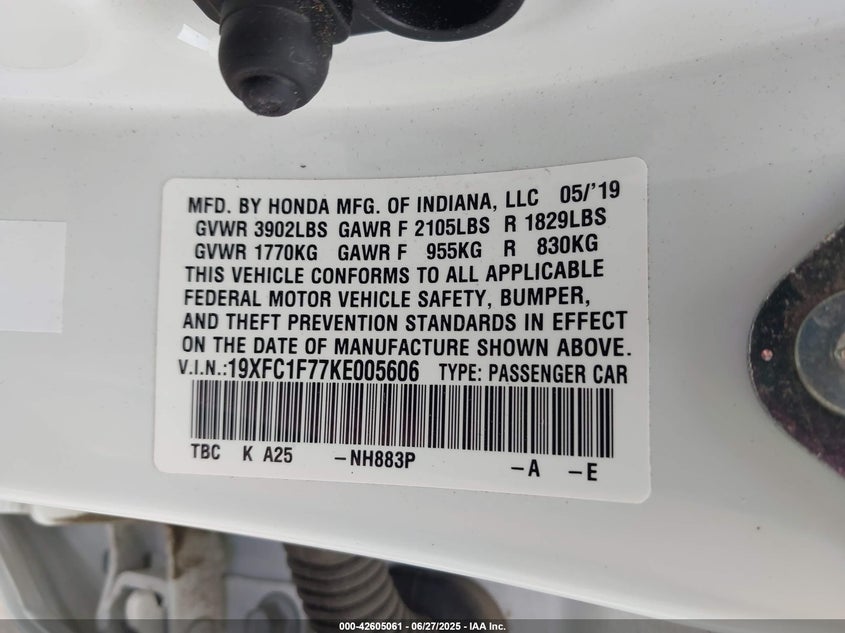 MFD. BY HONDA MFG. OF INDIANA, LLC 05/'19
GVWR 3902LBS GAWR F 2105LBS R 1829LBS
GVWR 1770KG GAWR F 955KG R 830KG
THIS VEHICLE CONFORMS TO ALL APPLICABLE
FEDERAL MOTOR VEHICLE SAFETY, BUMPER,
AND THEFT PREVENTION STANDARDS IN EFFECT
ON THE DATE OF MANUFACTURE SHOWN ABOVE.
V.I.N.:19XFC1F77KE005606 TYPE: PASSENGER CAR
TBC K A25 –NH883P –A –E
000-42605061 - 06/27/2025 - IAA Inc.